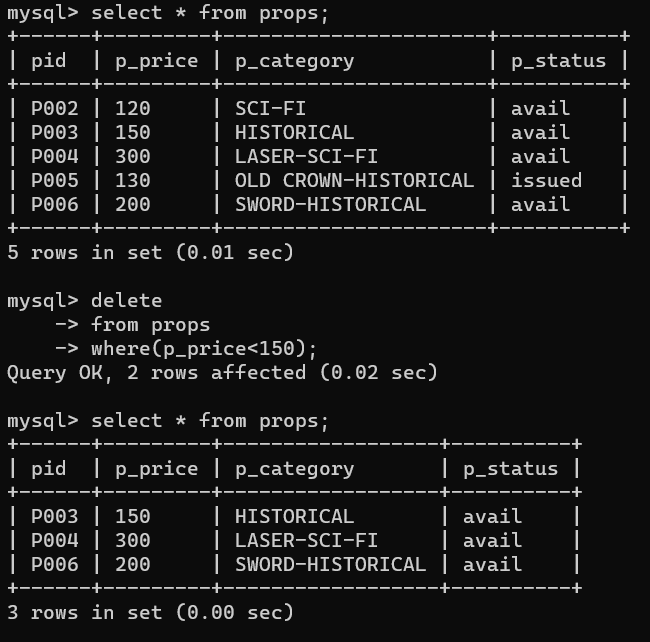 mysql> select * from props;
+------+---------+----------------------+----------+
| pid  | p_price | p_category           | p_status |
+------+---------+----------------------+----------+
| P002 | 120     | SCI-FI               | avail    |
| P003 | 150     | HISTORICAL           | avail    |
| P004 | 300     | LASER-SCI-FI         | avail    |
| P005 | 130     | OLD CROWN-HISTORICAL | issued   |
| P006 | 200     | SWORD-HISTORICAL     | avail    |
+------+---------+----------------------+----------+
5 rows in set (0.01 sec)

mysql> delete
    -> from props
    -> where(p_price<150);
Query OK, 2 rows affected (0.02 sec)

mysql> select * from props;
+------+---------+------------------+----------+
| pid  | p_price | p_category       | p_status |
+------+---------+------------------+----------+
| P003 | 150     | HISTORICAL       | avail    |
| P004 | 300     | LASER-SCI-FI     | avail    |
| P006 | 200     | SWORD-HISTORICAL | avail    |
+------+---------+------------------+----------+
3 rows in set (0.00 sec)